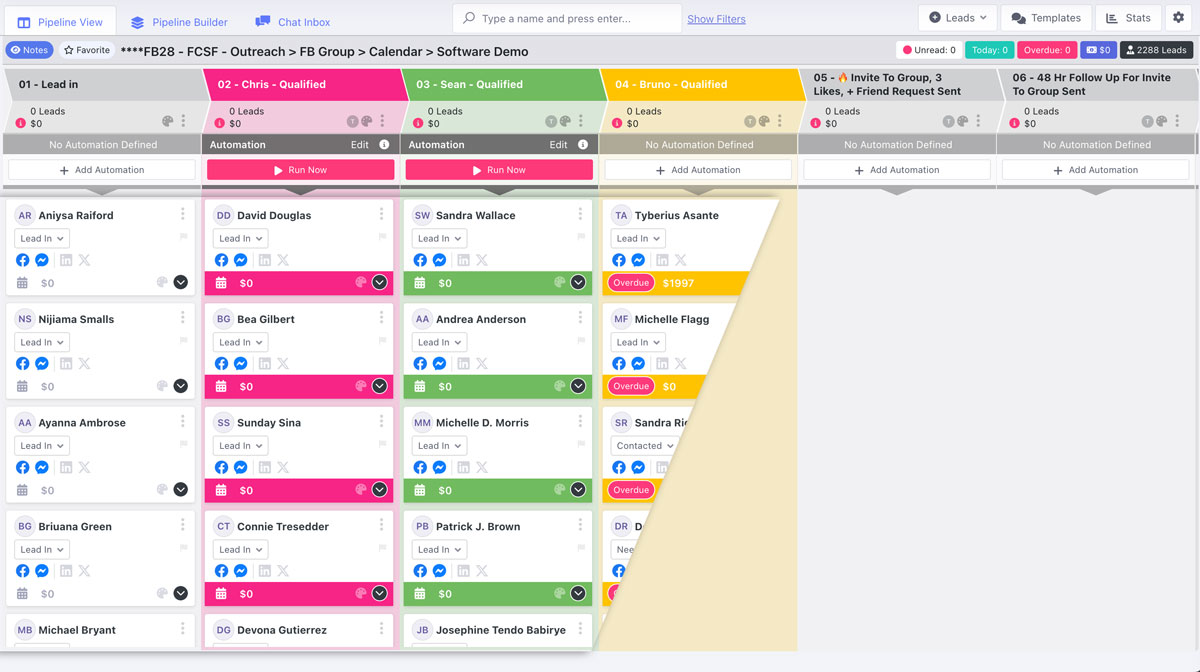 Pipeline View
Pipeline Builder
Chat Inbox
Type a name and press enter...
Show Filters
Leads
Templates
Stats
Notes
Favorite
****FB28 - FCSF - Outreach > FB Group > Calendar > Software Demo
Unread: 0
Today: 0
Overdue: 0
$0
2288 Leads
01 - Lead in
0 Leads
$0
No Automation Defined
Add Automation
AR Aniysa Raiford
Lead In
$0
NS Nijiama Smalls
Lead In
$0
AA Ayanna Ambrose
Lead In
$0
BG Briuana Green
Lead In
$0
MB Michael Bryant
02 - Chris - Qualified
0 Leads
$0
T
Automation
Edit
Run Now
DD David Douglas
Lead In
$0
BG Bea Gilbert
Lead In
$0
SS Sunday Sina
Lead In
$0
CT Connie Tresedder
Lead In
$0
DG Devona Gutierrez
03 - Sean - Qualified
0 Leads
$0
T
Automation
Edit
Run Now
SW Sandra Wallace
Lead In
$0
AA Andrea Anderson
Lead In
$0
MM Michelle D. Morris
Lead In
$0
PB Patrick J. Brown
Lead In
$0
JB Josephine Tendo Babirye
04 - Bruno - Qualified
0 Leads
$0
T
No Automation Defined
Add Automation
TA Tyberius Asante
Lead In
Overdue $1997
MF Michelle Flagg
Lead In
Overdue $0
SR Sandra
Contacted
Overdue
DR
05 - 🔥 Invite To Group, 3
Likes, + Friend Request Sent
0 Leads
$0
T
No Automation Defined
Add Automation
06 - 48 Hr Follow Up For Invite
To Group Sent
0 Leads
$0
T
No Automation Defined
Add Automation